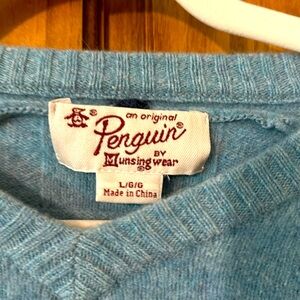 an original
Penguin®
BY
Munsingwear
L/G/G
Made in China